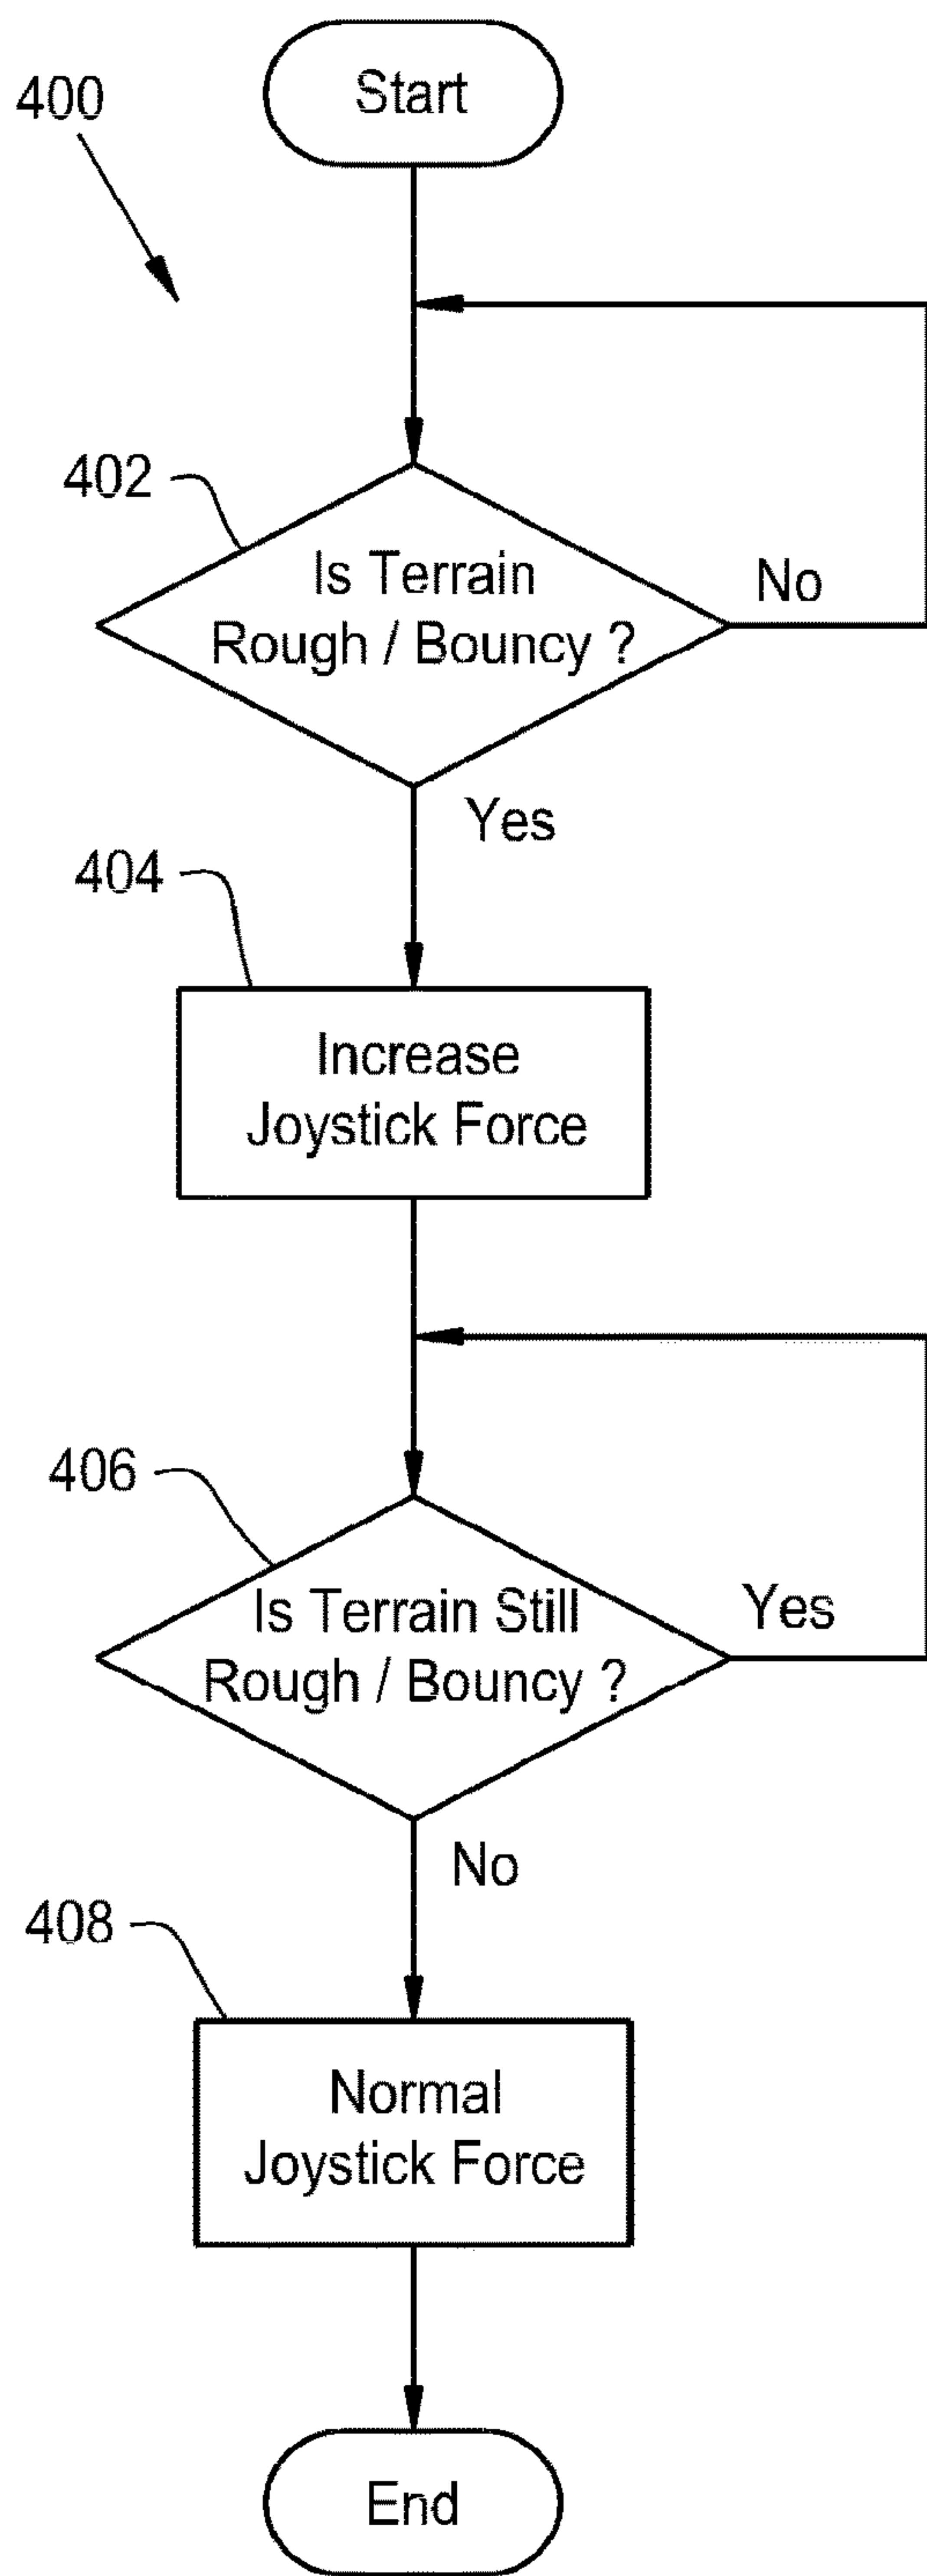 Start
400
402
Is Terrain
Rough / Bouncy ?
No
Yes
404
Increase
Joystick Force
406
Is Terrain Still
Rough / Bouncy ?
Yes
No
408
Normal
Joystick Force
End